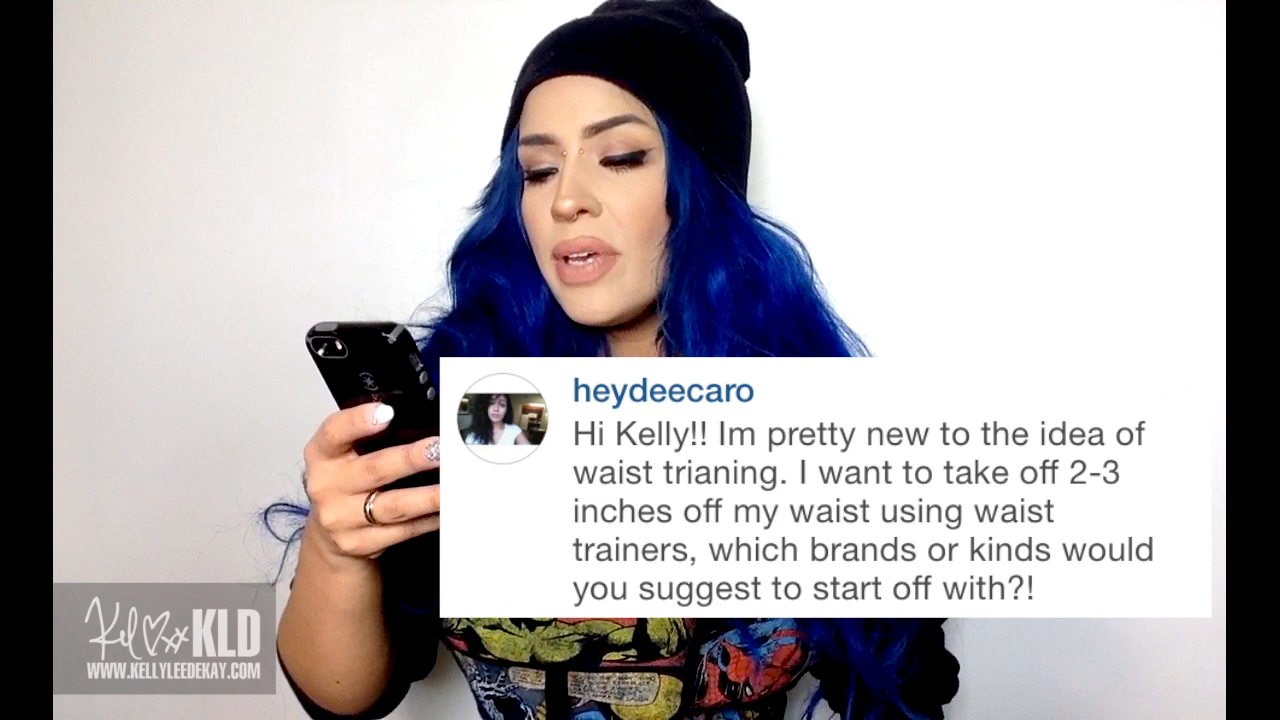 heydeecaro
Hi Kelly!! Im pretty new to the idea of
waist trianing. I want to take off 2-3
inches off my waist using waist
trainers, which brands or kinds would
you suggest to start off with?!
Kel xx KLD
WWW.KELLYLEEDEKAY.COM